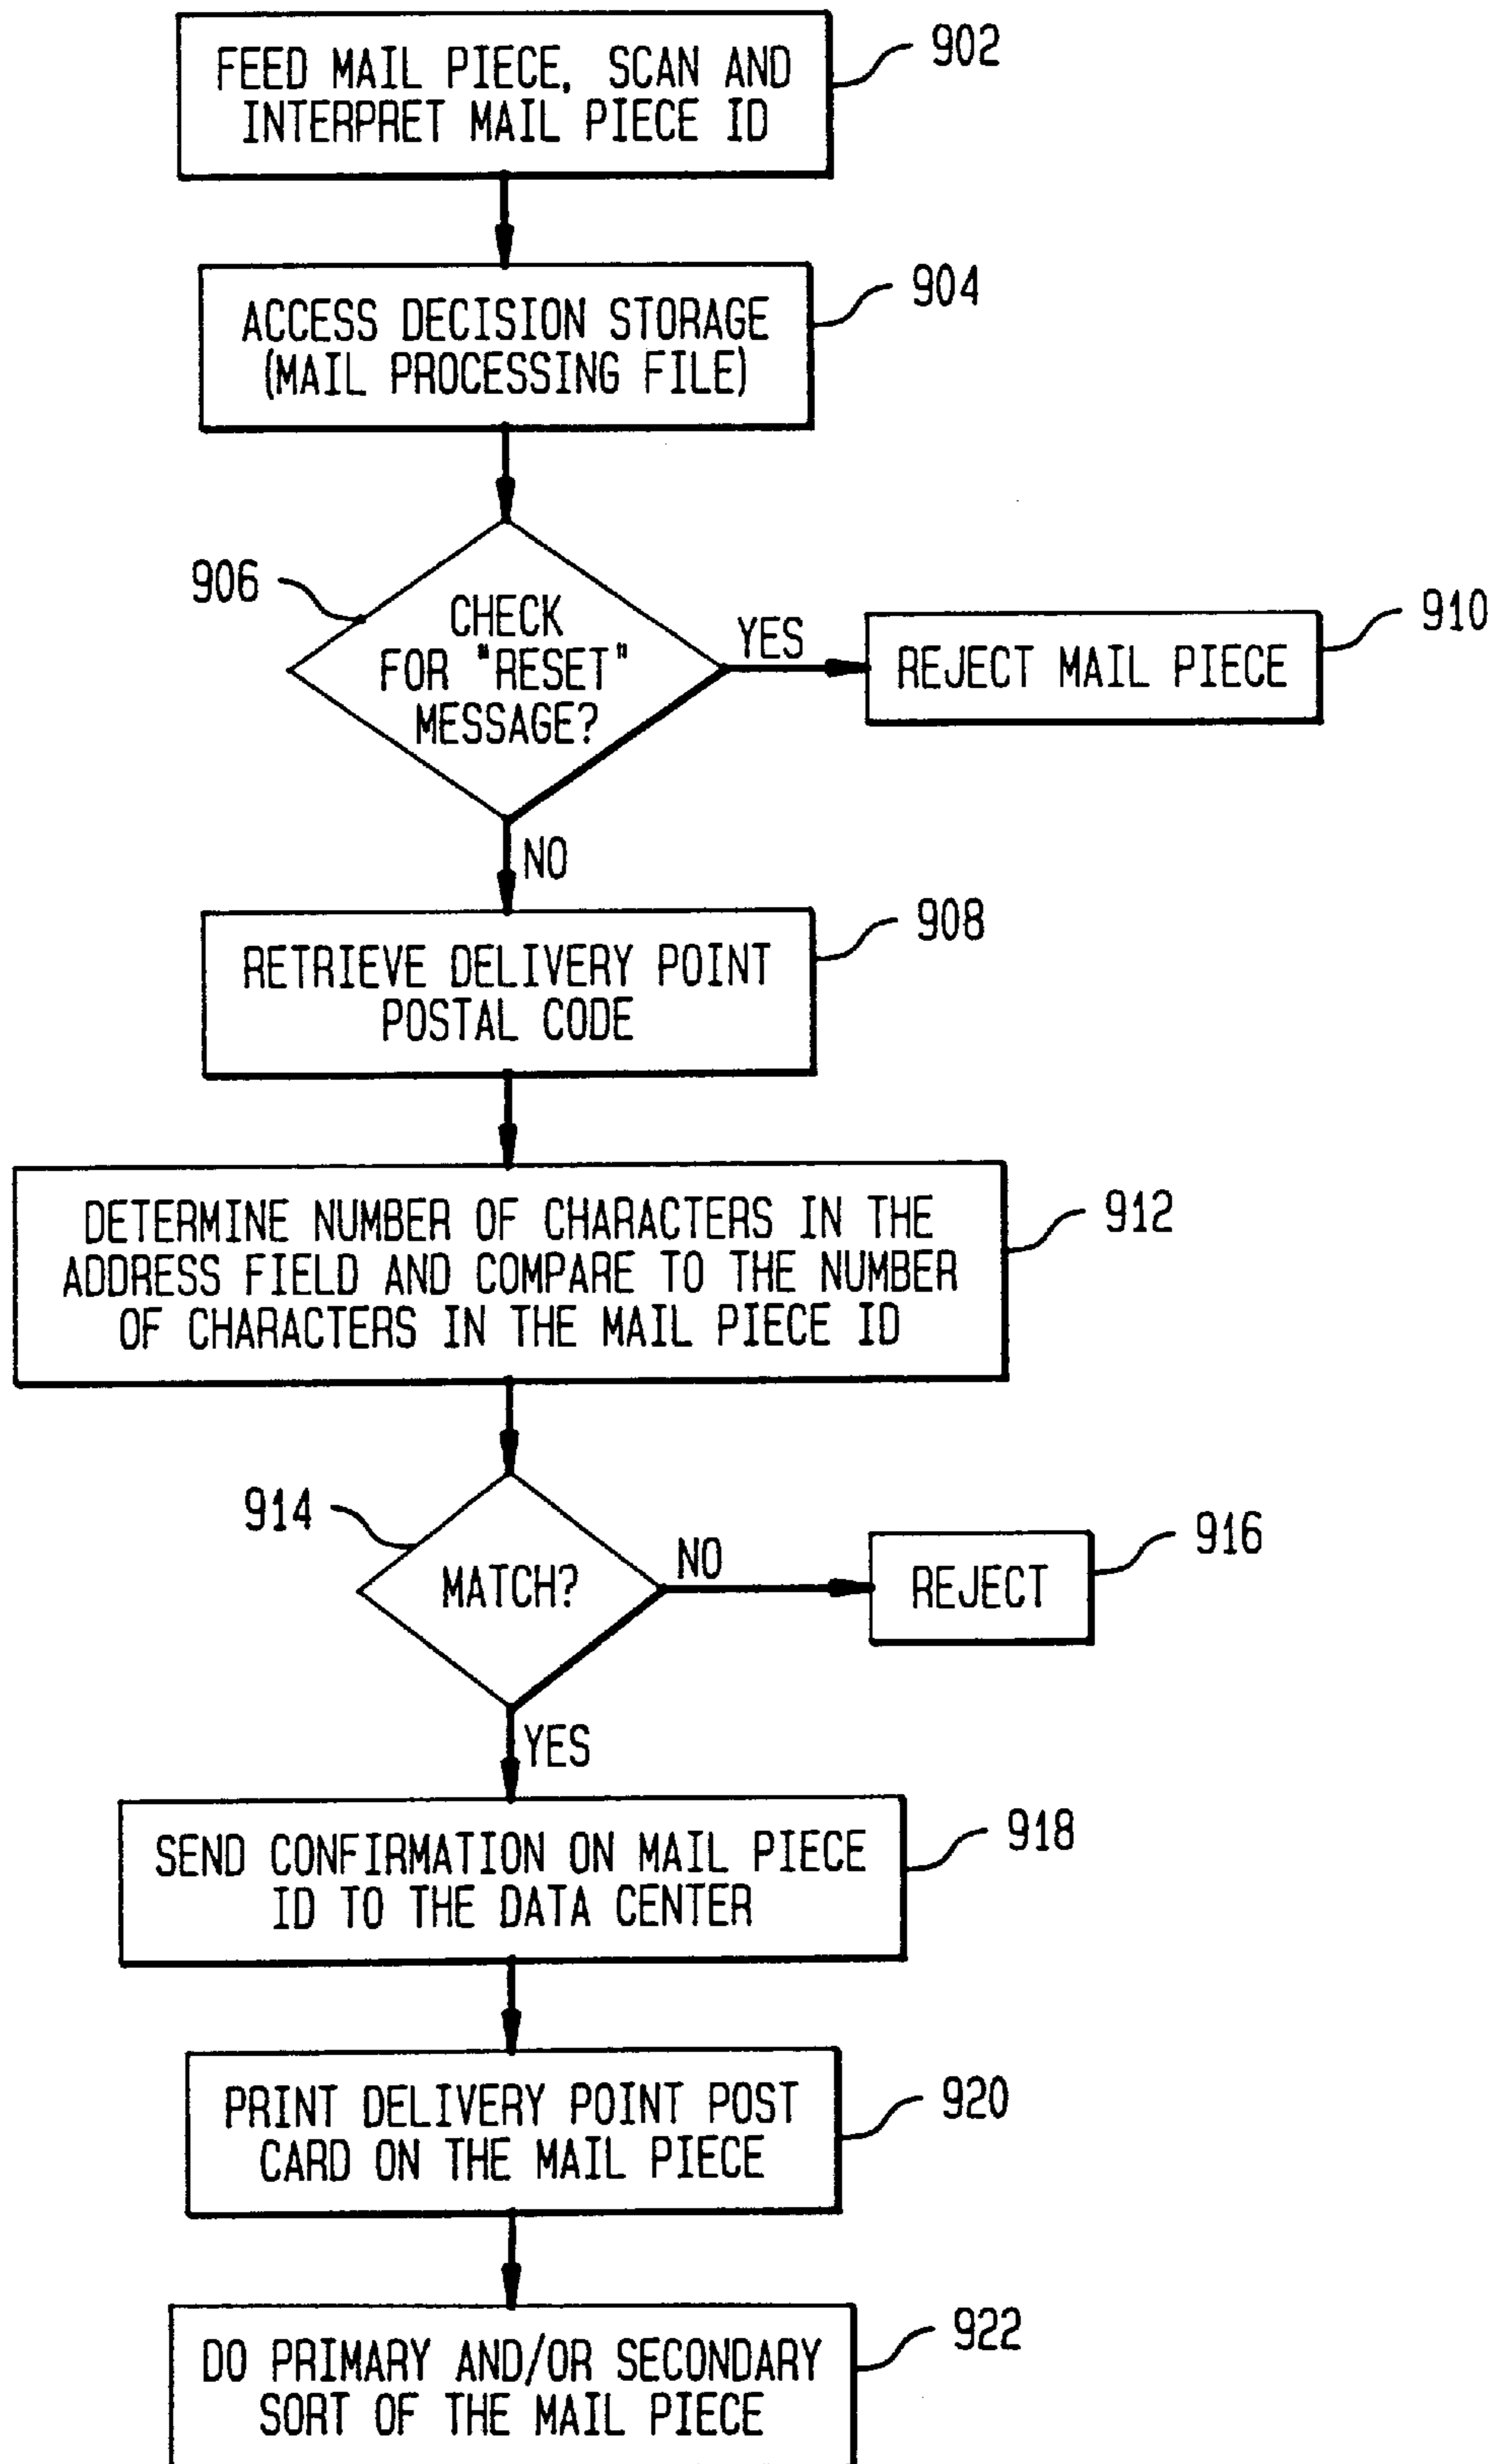 FEED MAIL PIECE, SCAN AND
INTERPRET MAIL PIECE ID
902
ACCESS DECISION STORAGE
(MAIL PROCESSING FILE)
904
906
CHECK
FOR "RESET"
MESSAGE?
YES
REJECT MAIL PIECE
910
NO
RETRIEVE DELIVERY POINT
POSTAL CODE
908
DETERMINE NUMBER OF CHARACTERS IN THE
ADDRESS FIELD AND COMPARE TO THE NUMBER
OF CHARACTERS IN THE MAIL PIECE ID
912
914
MATCH?
NO
REJECT
916
YES
SEND CONFIRMATION ON MAIL PIECE
ID TO THE DATA CENTER
918
PRINT DELIVERY POINT POST
CARD ON THE MAIL PIECE
920
DO PRIMARY AND/OR SECONDARY
SORT OF THE MAIL PIECE
922